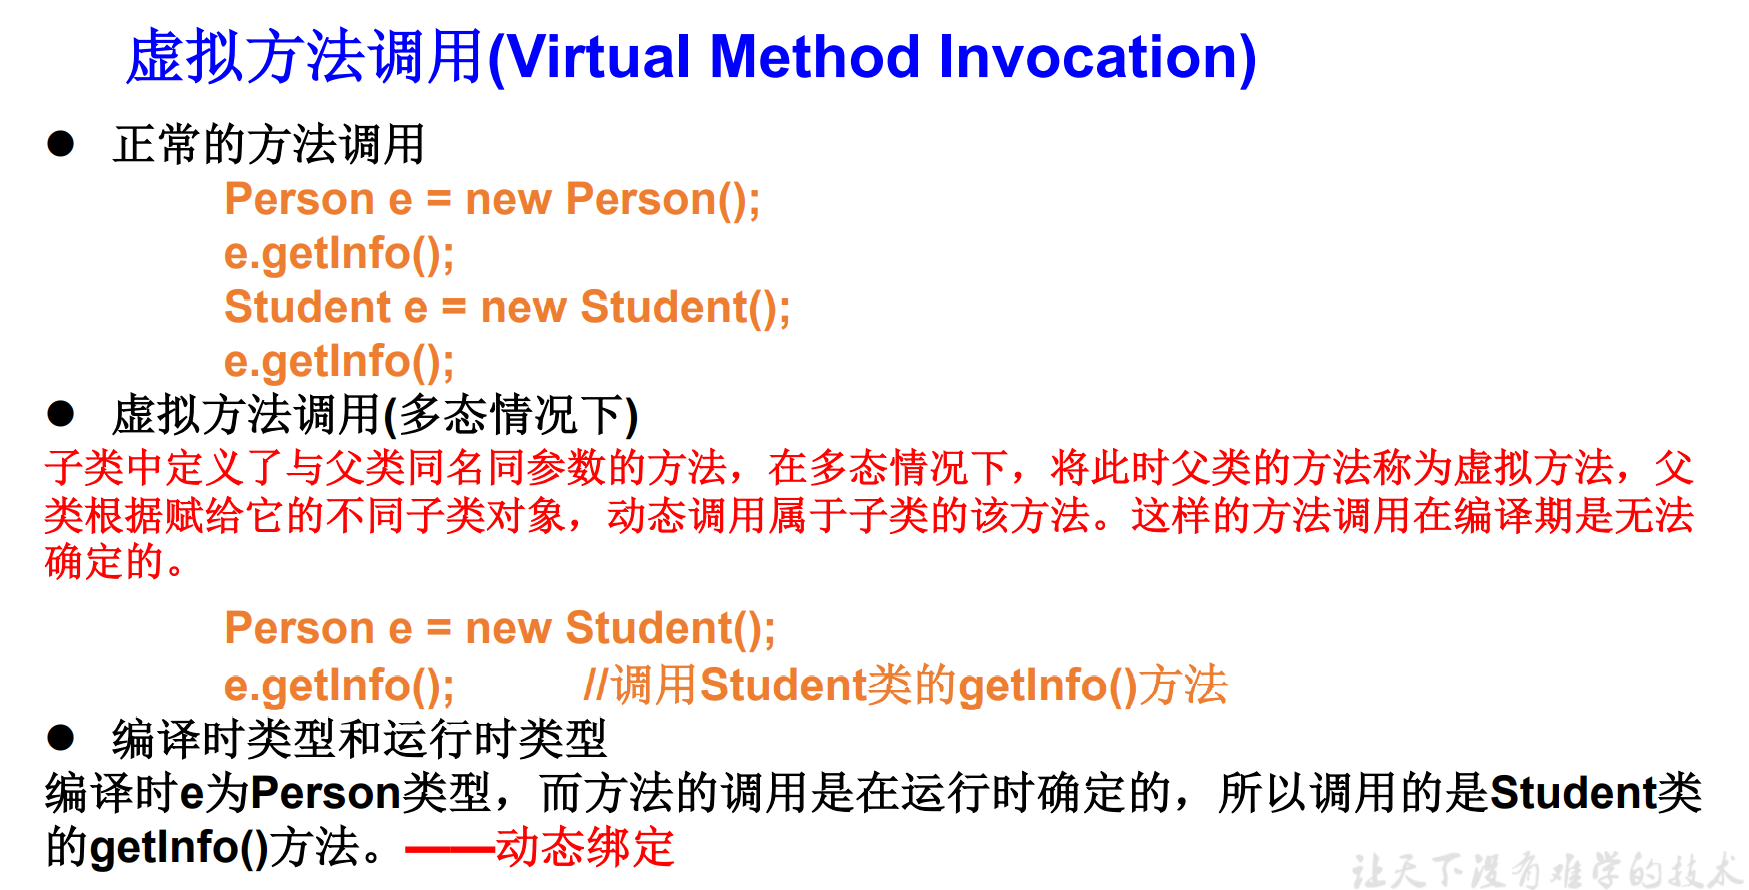 虚拟方法调用(Virtual Method Invocation)
● 正常的方法调用
Person e = new Person();
e.getInfo();
Student e = new Student();
e.getInfo();
● 虚拟方法调用(多态情况下)
子类中定义了与父类同名同参数的方法，在多态情况下，将此时父类的方法称为虚拟方法，父
类根据赋给它的不同子类对象，动态调用属于子类的该方法。这样的方法调用在编译期是无法
确定的。
Person e = new Student();
e.getInfo(); //调用Student类的getInfo()方法
● 编译时类型和运行时类型
编译时e为Person类型，而方法的调用是在运行时确定的，所以调用的是Student类
的getInfo()方法。——动态绑定
让天下没有难学的技术